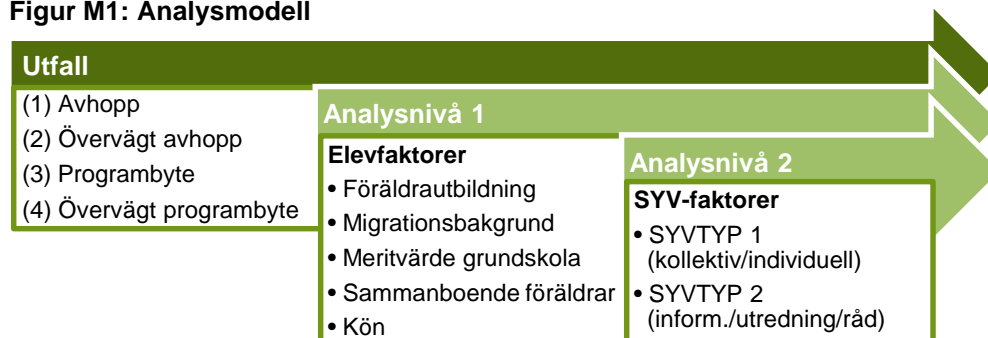 Figur M1: Analysmodell
Utfall
(1) Avhopp
(2) Övervägt avhopp
(3) Programbyte
(4) Övervägt programbyte
Analysnivå 1
Elevfaktorer
• Föräldrautbildning
• Migrationsbakgrund
• Meritvärde grundskola
• Sammanboende föräldrar
• Kön
Analysnivå 2
SYV-faktorer
• SYVTYP 1
(kollektiv/individuell)
• SYVTYP 2
(inform./utredning/råd)